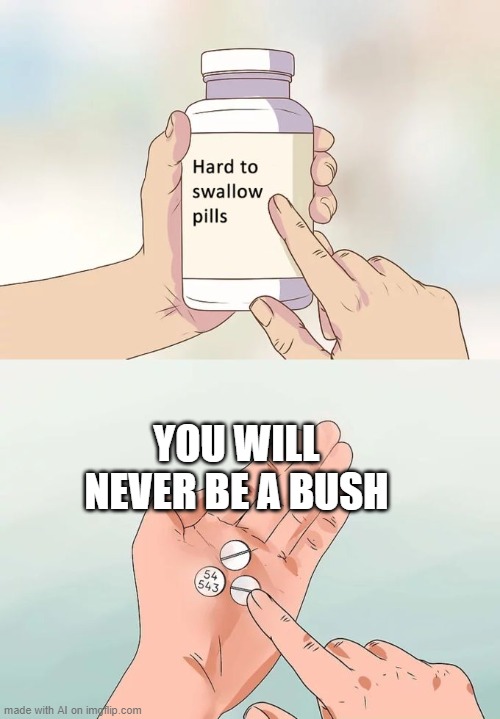 Hard to
swallow
pills
YOU WILL
NEVER BE A BUSH
54
543
made with AI on imgflip.com